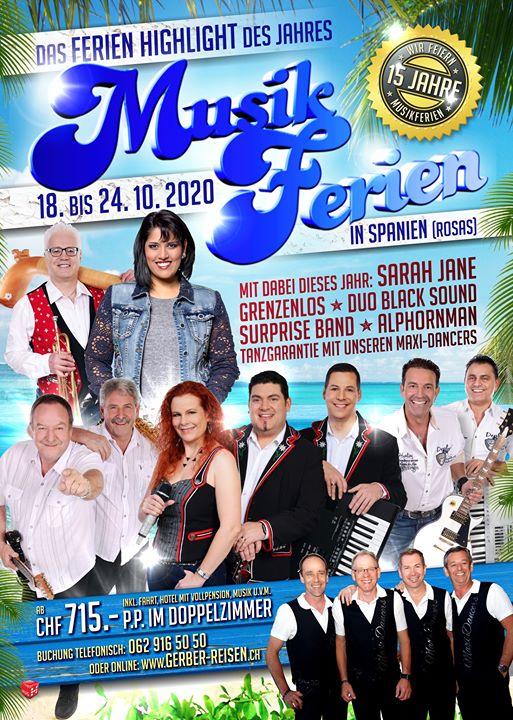 DAS FERIEN HIGHLIGHT DES JAHRES
WIR FEIERN
15 JAHRE
MUSIKFERIEN
Musik
Ferien
18. BIS 24.10.2020
IN SPANIEN (ROSAS)
MIT DABEI DIESES JAHR: SARAH JANE
GRENZENLOS ★ DUO BLACK SOUND
SURPRISE BAND ★ ALPHORNMAN
TANZGARANTIE MIT UNSEREN MAXI-DANCERS
AB
CHF 715.-
INKL. FAHRT, HOTEL MIT VOLLPENSION, MUSIK U.V.M.
P.P. IM DOPPELZIMMER
BUCHUNG TELEFONISCH: 062 916 50 50
ODER ONLINE: WWW.GERBER-REISEN.CH
Maxi Dancers